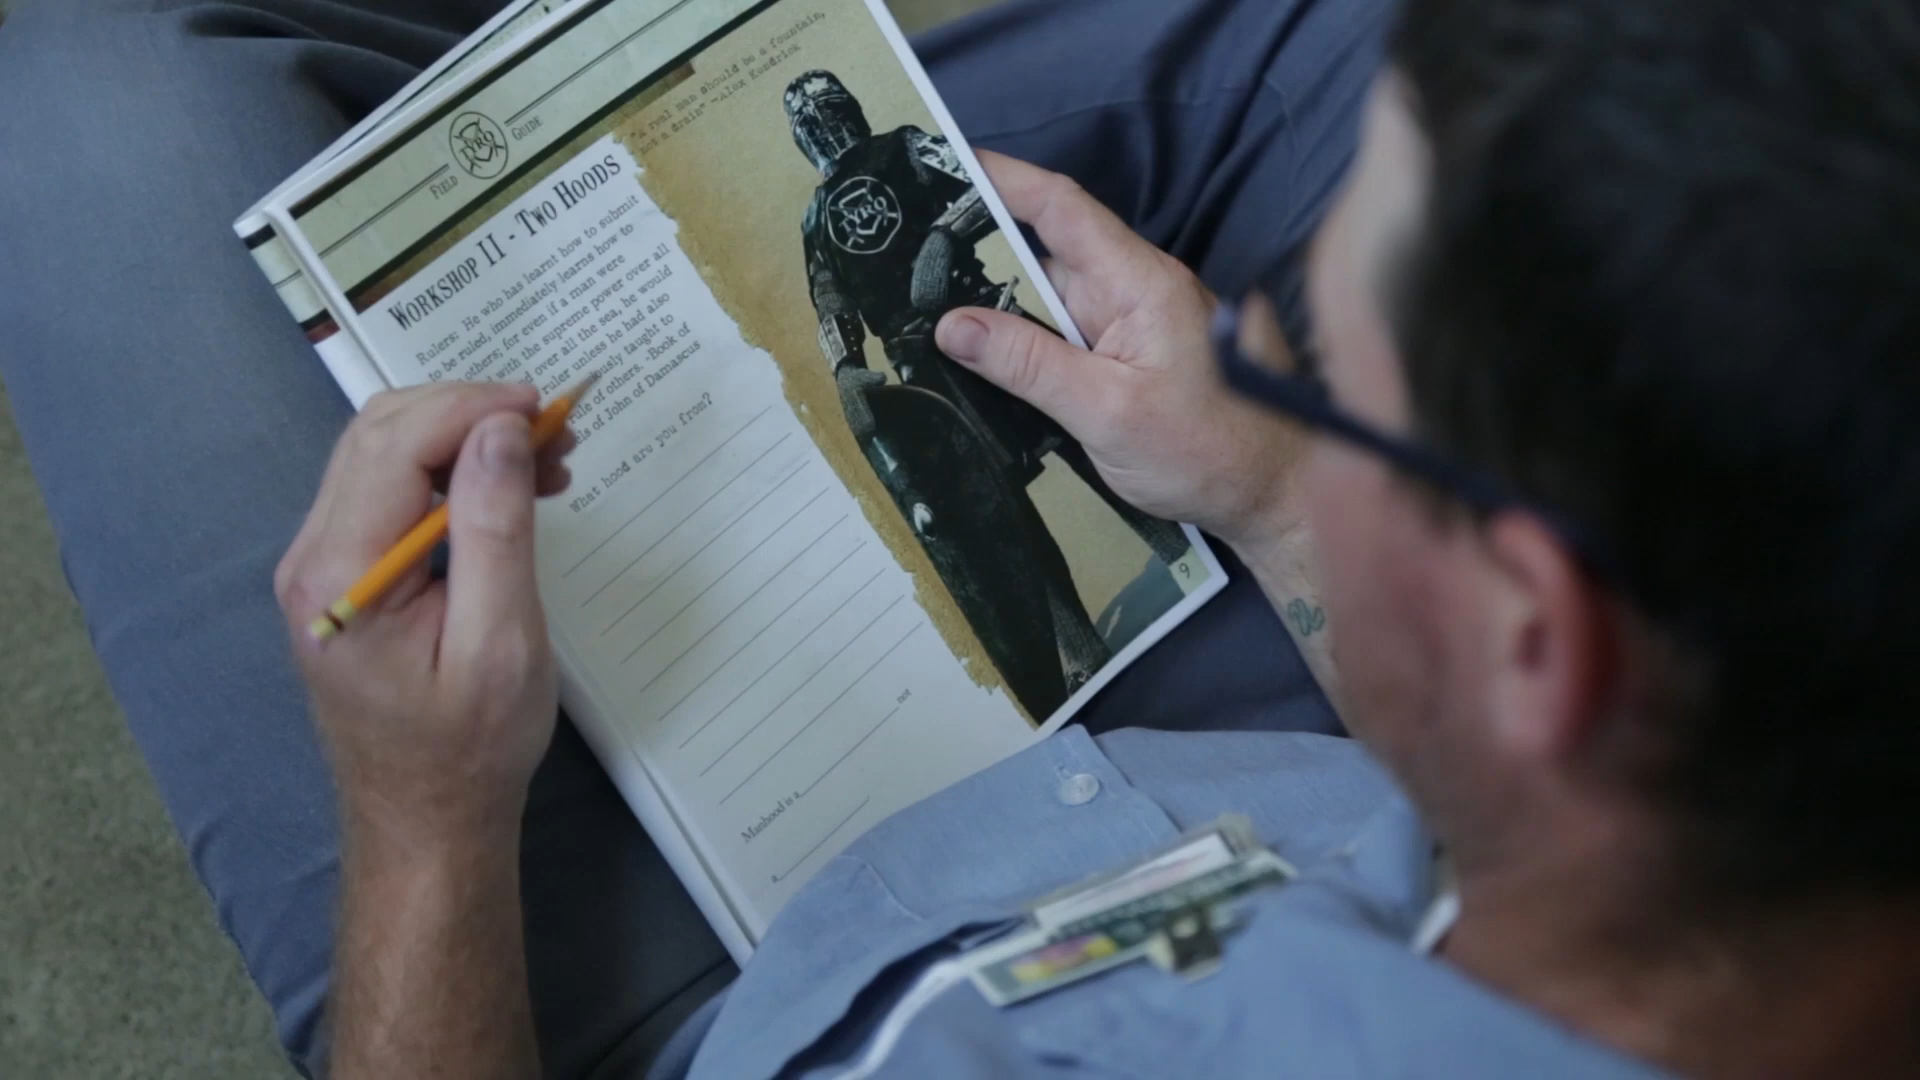 FIELD TYRO GUIDE
"A real man should be a fountain,
not a drain" —Alex Kendrick
WORKSHOP II - TWO HOODS
Rulers: He who has learnt how to submit
to be ruled, immediately learns how to
others; for even if a man were
with the supreme power over all
over all the sea, he would
ruler unless he had also
taught to
rule of others. -Book of
of John of Damascus
What hood are you from?
TYRO
not
Manhood is a
a
9